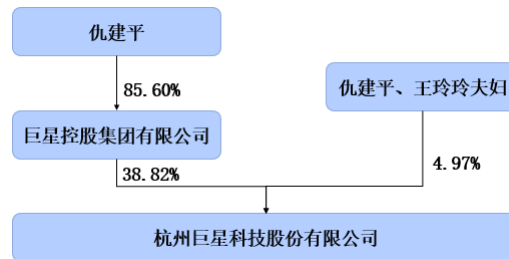 仇建平
85.60%
仇建平、王玲玲夫妇
巨星控股集团有限公司
38.82%
4.97%
杭州巨星科技股份有限公司